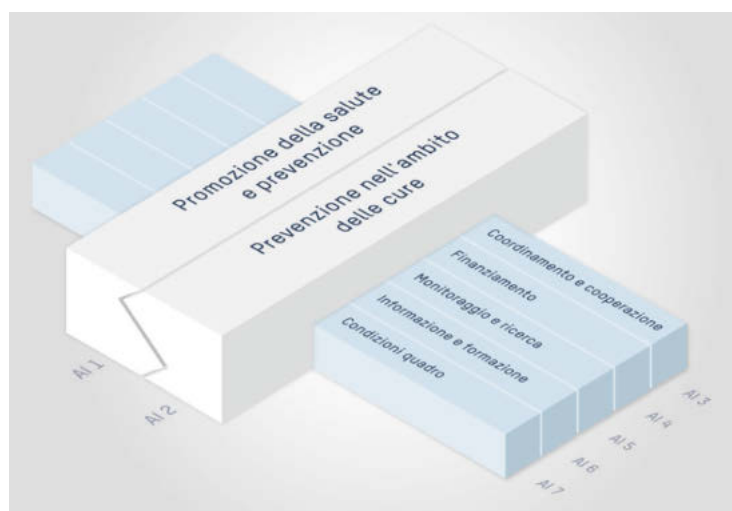 Promozione della salute
e prevenzione
Prevenzione nell'ambito
delle cure
Coordinamento e cooperazione
Finanziamento
Monitoraggio e ricerca
Informazione e formazione
Condizioni quadro
AI 1
AI 2
AI 3
AI 4
AI 5
AI 6
AI 7